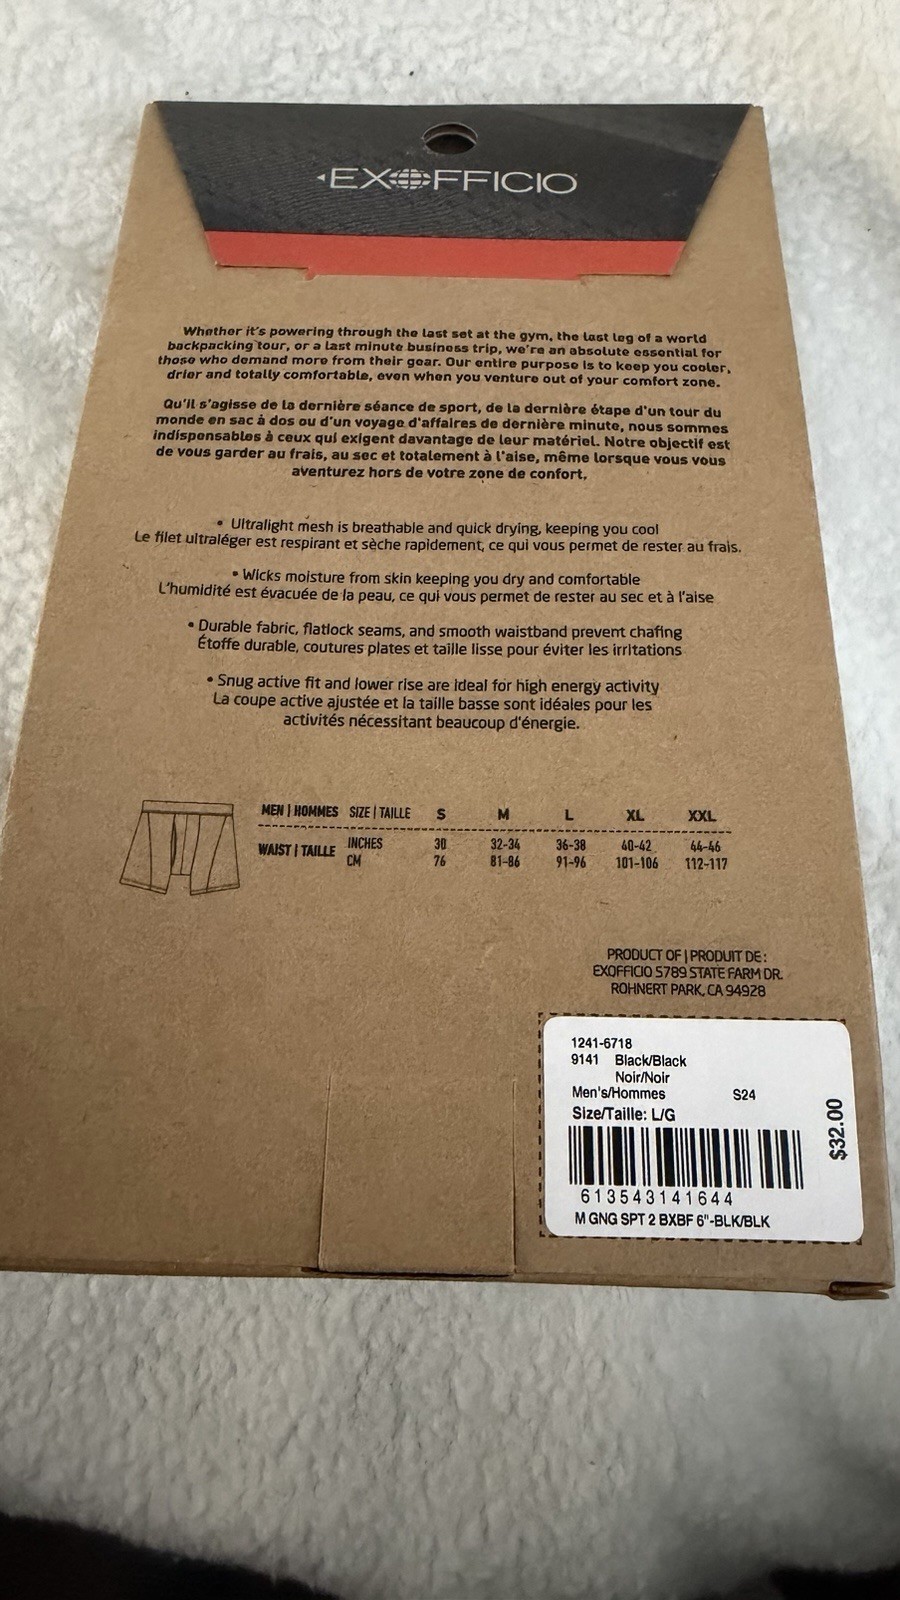 EXOFFICIO
Whether it's powering through the last set at the gym, the last leg of a world
backpacking tour, or a last minute business trip, we're an absolute essential for
those who demand more from their gear. Our entire purpose is to keep you cooler,
drier and totally comfortable, even when you venture out of your comfort zone.
Qu'il s'agisse de la dernière séance de sport, de la dernière étape d'un tour du
monde en sac à dos ou d'un voyage d'affaires de dernière minute, nous sommes
indispensables à ceux qui exigent davantage de leur matériel. Notre objectif est
de vous garder au frais, au sec et totalement à l'aise, même lorsque vous vous
aventurez hors de votre zone de confort.
• Ultralight mesh is breathable and quick drying, keeping you cool
Le filet ultraléger est respirant et sèche rapidement, ce qui vous permet de rester au frais.
• Wicks moisture from skin keeping you dry and comfortable
L'humidité est évacuée de la peau, ce qui vous permet de rester au sec et à l'aise
• Durable fabric, flatlock seams, and smooth waistband prevent chafing
Étoffe durable, coutures plates et taille lisse pour éviter les irritations
• Snug active fit and lower rise are ideal for high energy activity
La coupe active ajustée et la taille basse sont idéales pour les
activités nécessitant beaucoup d'énergie.
MEN | HOMMES SIZE | TAILLE S M L XL XXL
WAIST | TAILLE INCHES 30 32-34 36-38 40-42 44-46
CM 76 81-86 91-96 101-106 112-117
PRODUCT OF | PRODUIT DE:
EXOFFICIO 5789 STATE FARM DR.
ROHNERT PARK, CA 94928
1241-6718
9141 Black/Black
Noir/Noir
Men's/Hommes S24
Size/Taille: L/G
$32.00
613543141644
M GNG SPT 2 BXBF 6"-BLK/BLK